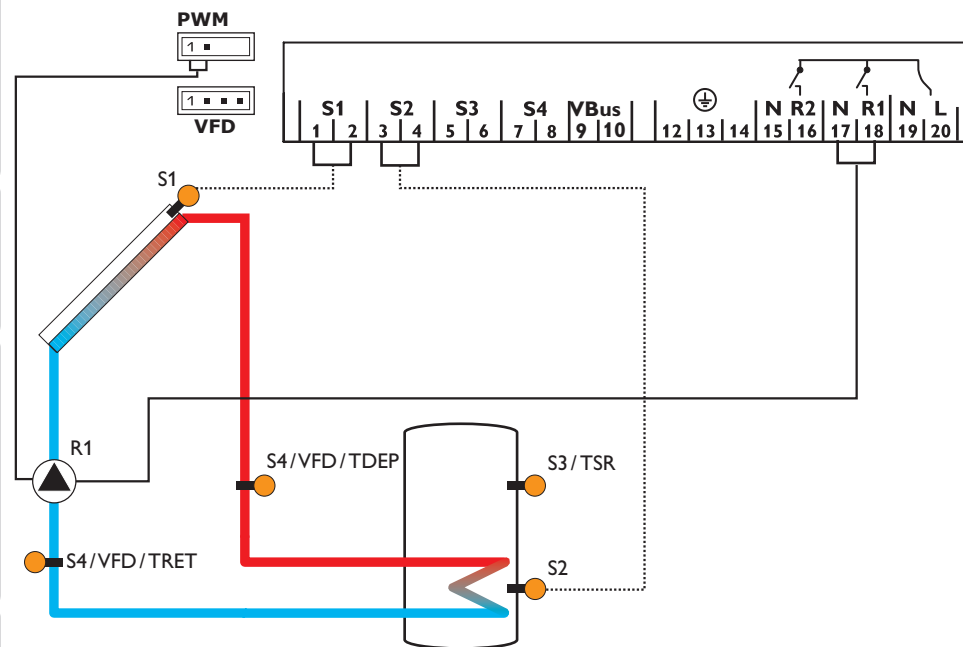 PWM
1
1
VFD
S1 S2 S3 S4 VBus N R2 N R1 N L
1 2 3 4 5 6 7 8 9 10 12 13 14 15 16 17 18 19 20
S1
R1
S4/VFD/TDEP
S3/TSR
S4/VFD/TRET
S2